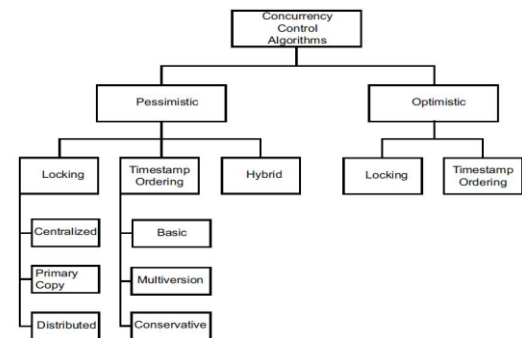 Concurrency
Control
Algorithms
Pessimistic
Optimistic
Locking
Timestamp
Ordering
Hybrid
Locking
Timestamp
Ordering
Centralized
Basic
Primary
Copy
Multiversion
Distributed
Conservative